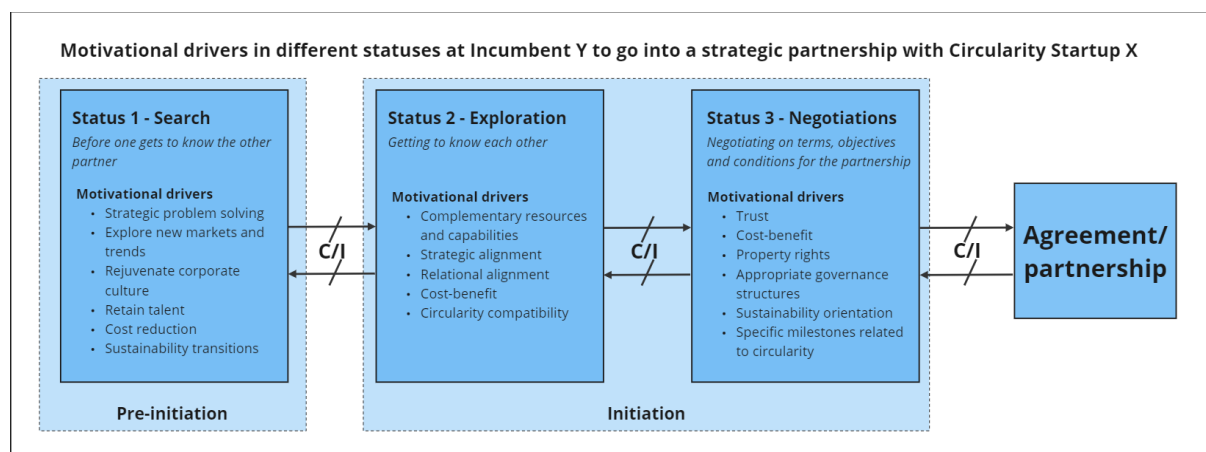 Motivational drivers in different statuses at Incumbent Y to go into a strategic partnership with Circularity Startup X
Status 1 - Search
Before one gets to know the other
partner
Motivational drivers
• Strategic problem solving
• Explore new markets and
trends
• Rejuvenate corporate
culture
• Retain talent
• Cost reduction
• Sustainability transitions
Pre-initiation
C/I
Status 2 - Exploration
Getting to know each other
Motivational drivers
• Complementary resources
and capabilities
• Strategic alignment
• Relational alignment
• Cost-benefit
• Circularity compatibility
C/I
Status 3 - Negotiations
Negotiating on terms, objectives
and conditions for the partnership
Motivational drivers
• Trust
• Cost-benefit
• Property rights
• Appropriate governance
structures
• Sustainability orientation
• Specific milestones related
to circularity
Initiation
C/I
Agreement/
partnership